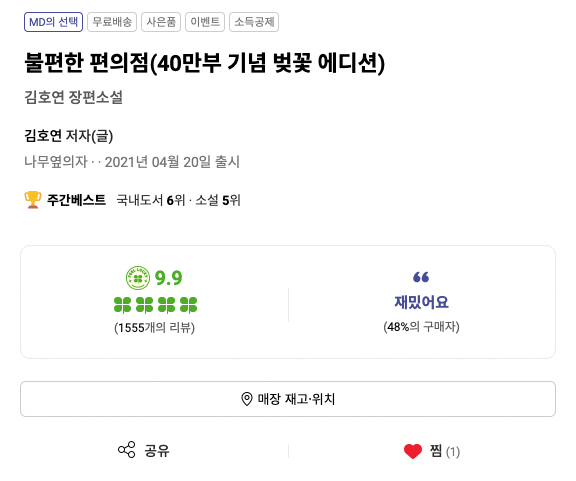 MD의 선택 무료배송 사은품 이벤트 소득공제
불편한 편의점(40만부 기념 벚꽃 에디션)
김호연 장편소설
김호연 저자(글)
나무옆의자 · · 2021년 04월 20일 출시
주간베스트 국내도서 6위 · 소설 5위
9.9
(1555개의 리뷰)
재밌어요
(48%의 구매자)
매장 재고·위치
공유
찜 (1)